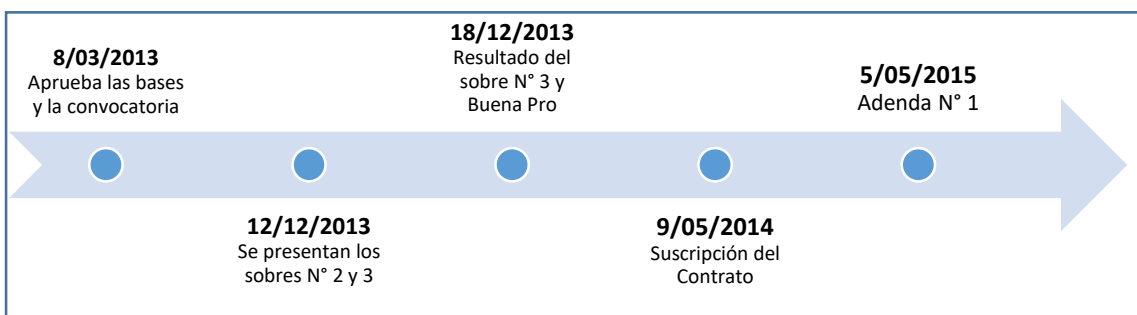 8/03/2013
Aprueba las bases
y la convocatoria
12/12/2013
Se presentan los
sobres N° 2 y 3
18/12/2013
Resultado del
sobre N° 3 y
Buena Pro
9/05/2014
Suscripción del
Contrato
5/05/2015
Adenda N° 1